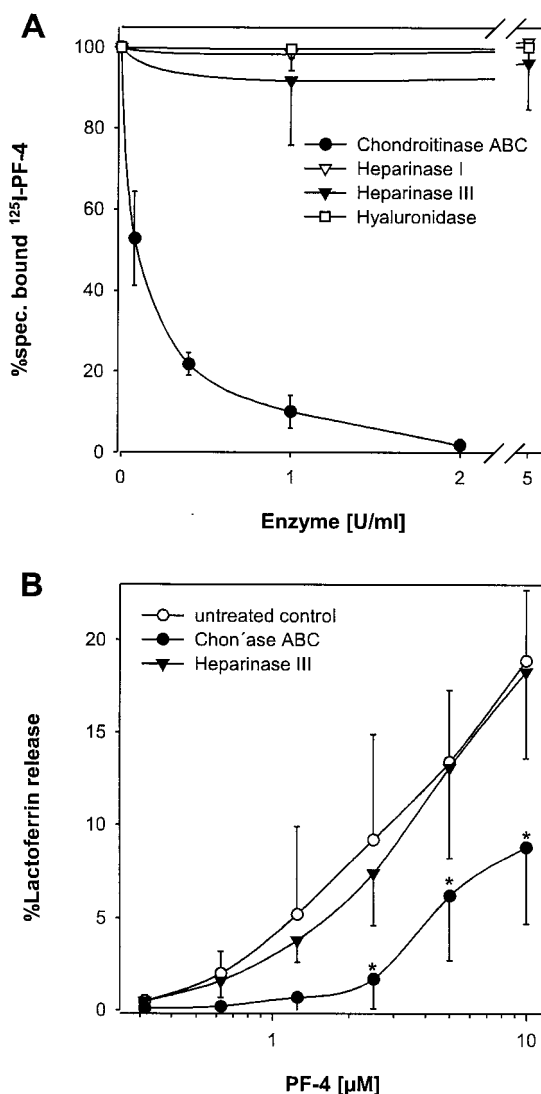 A
%spec. bound ¹²⁵I-PF-4
100
80
60
40
20
0
Chondroitinase ABC
Heparinase I
Heparinase III
Hyaluronidase
0 1 2 5
Enzyme [U/ml]
B
%Lactoferrin release
20
15
10
5
0
untreated control
Chon´ase ABC
Heparinase III
*
*
*
1 10
PF-4 [µM]